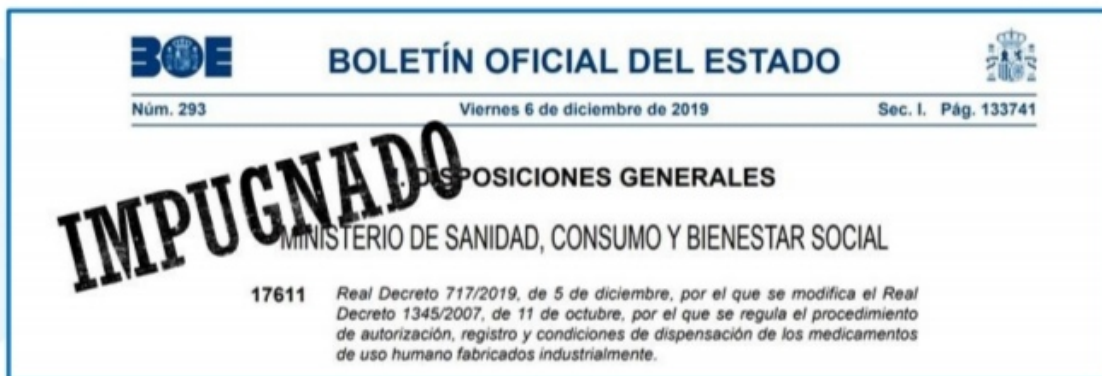 BOE
BOLETÍN OFICIAL DEL ESTADO
Núm. 293 Viernes 6 de diciembre de 2019 Sec. I. Pág. 133741
IMPUGNADO
I. DISPOSICIONES GENERALES
MINISTERIO DE SANIDAD, CONSUMO Y BIENESTAR SOCIAL
17611 Real Decreto 717/2019, de 5 de diciembre, por el que se modifica el Real
Decreto 1345/2007, de 11 de octubre, por el que se regula el procedimiento
de autorización, registro y condiciones de dispensación de los medicamentos
de uso humano fabricados industrialmente.